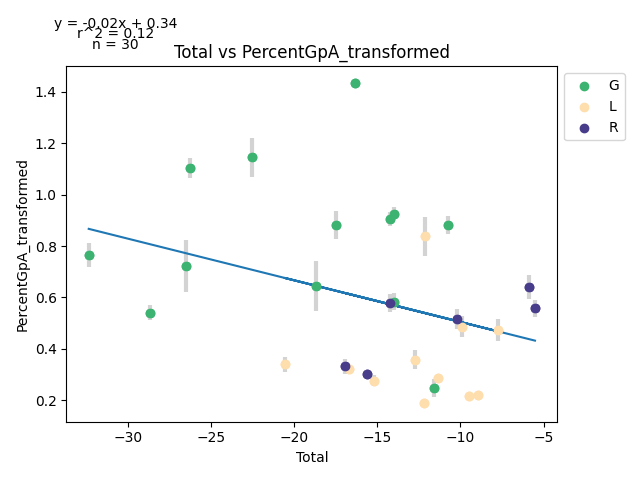 y = -0.02x + 0.34
r^2 = 0.12
n = 30
Total vs PercentGpA_transformed
G
L
R
PercentGpA_transformed
1.4
1.2
1.0
0.8
0.6
0.4
0.2
−30
−25
−20
−15
−10
−5
Total